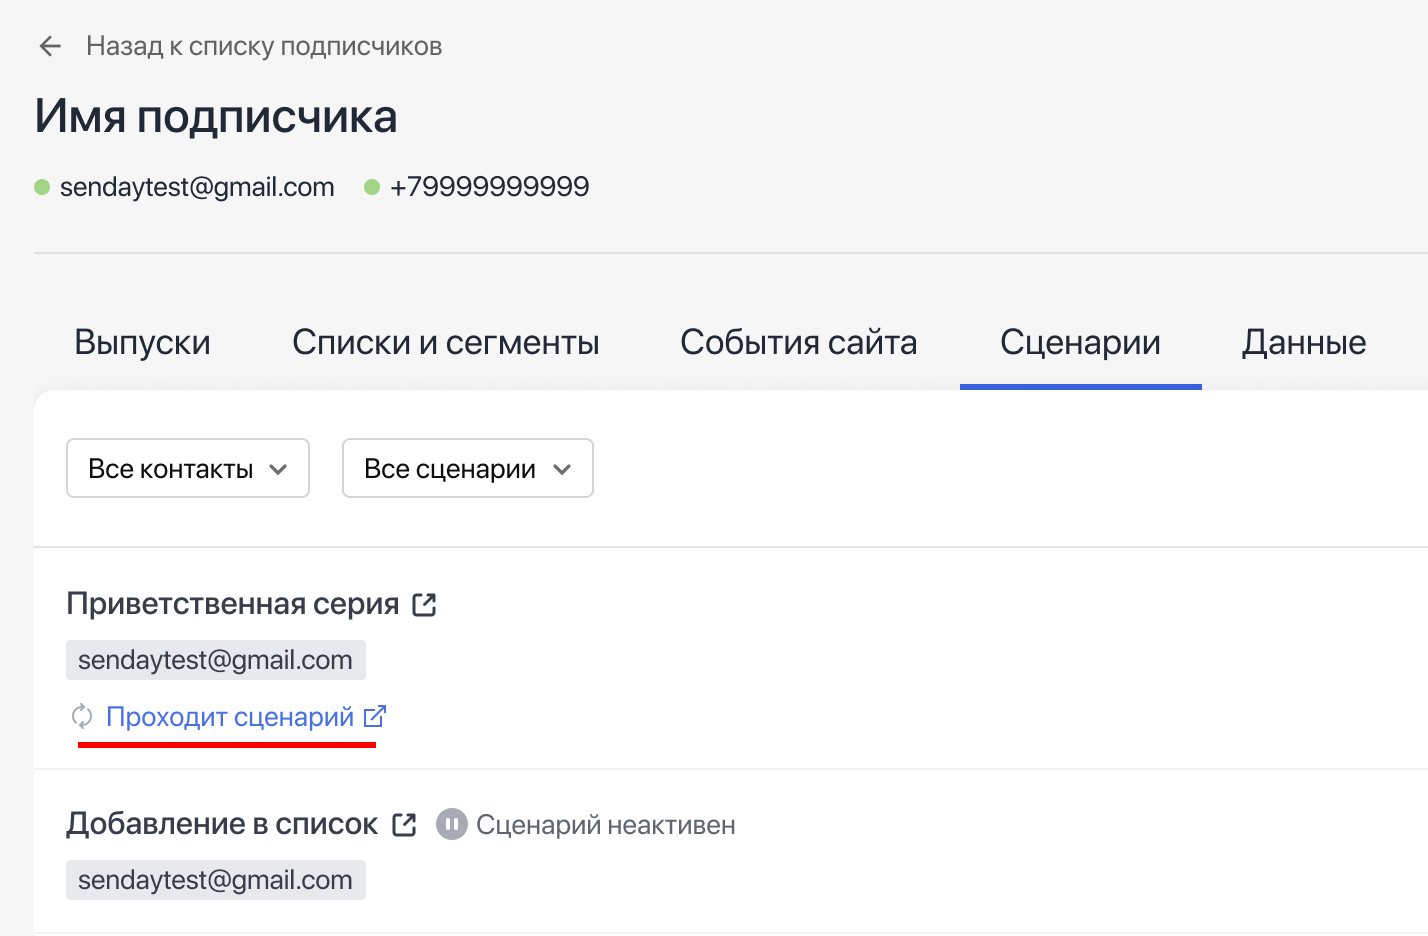 Назад к списку подписчиков
Имя подписчика
sendaytest@gmail.com +79999999999
Выпуски Списки и сегменты События сайта Сценарии Данные
Все контакты Все сценарии
Приветственная серия
sendaytest@gmail.com
Проходит сценарий
Добавление в список Сценарий неактивен
sendaytest@gmail.com